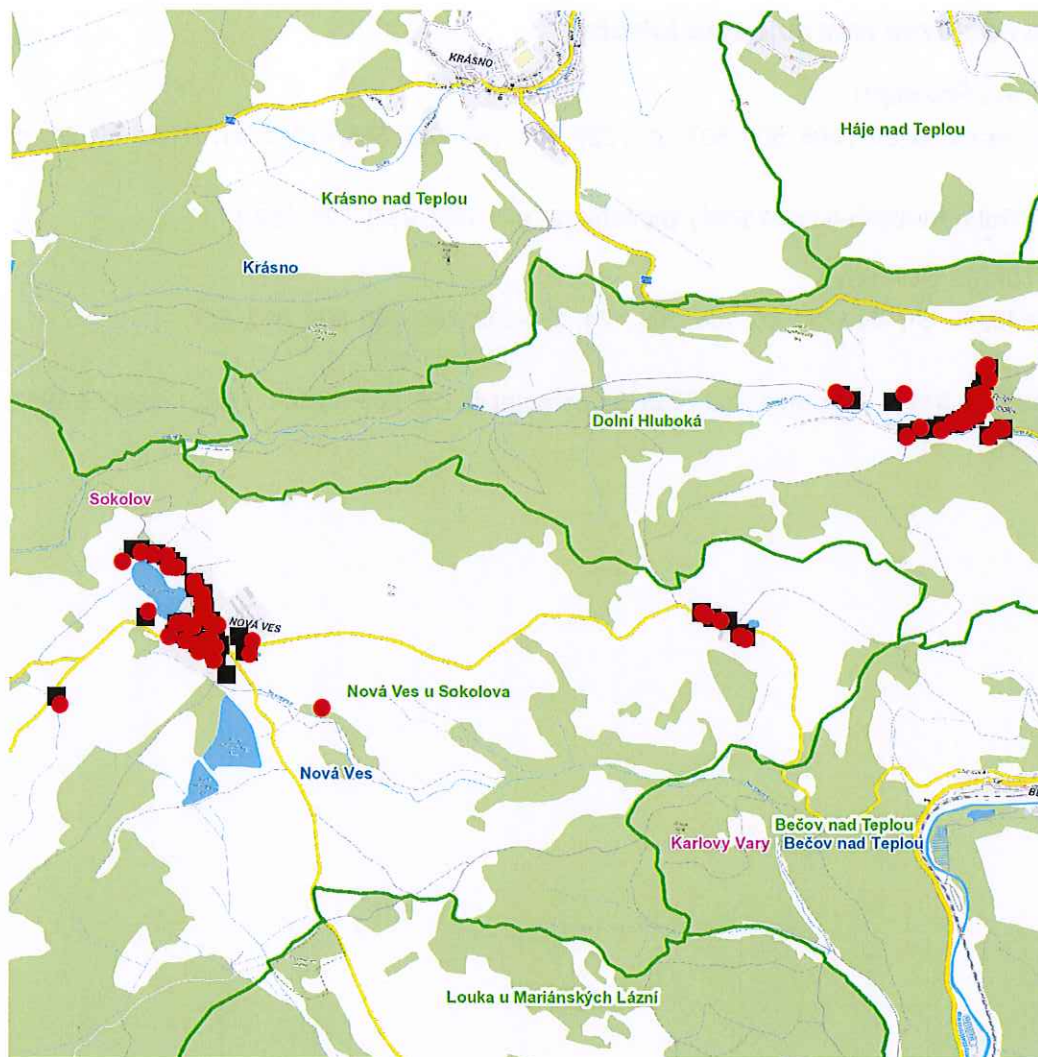 KRÁSNO
Háje nad Teplou
Krásno nad Teplou
Krásno
Dolní Hluboká
Sokolov
NOVÁ VES
Nová Ves u Sokolova
Nová Ves
Bečov nad Teplou
Karlovy Vary
Bečov nad Teplou
Louka u Mariánských Lázní